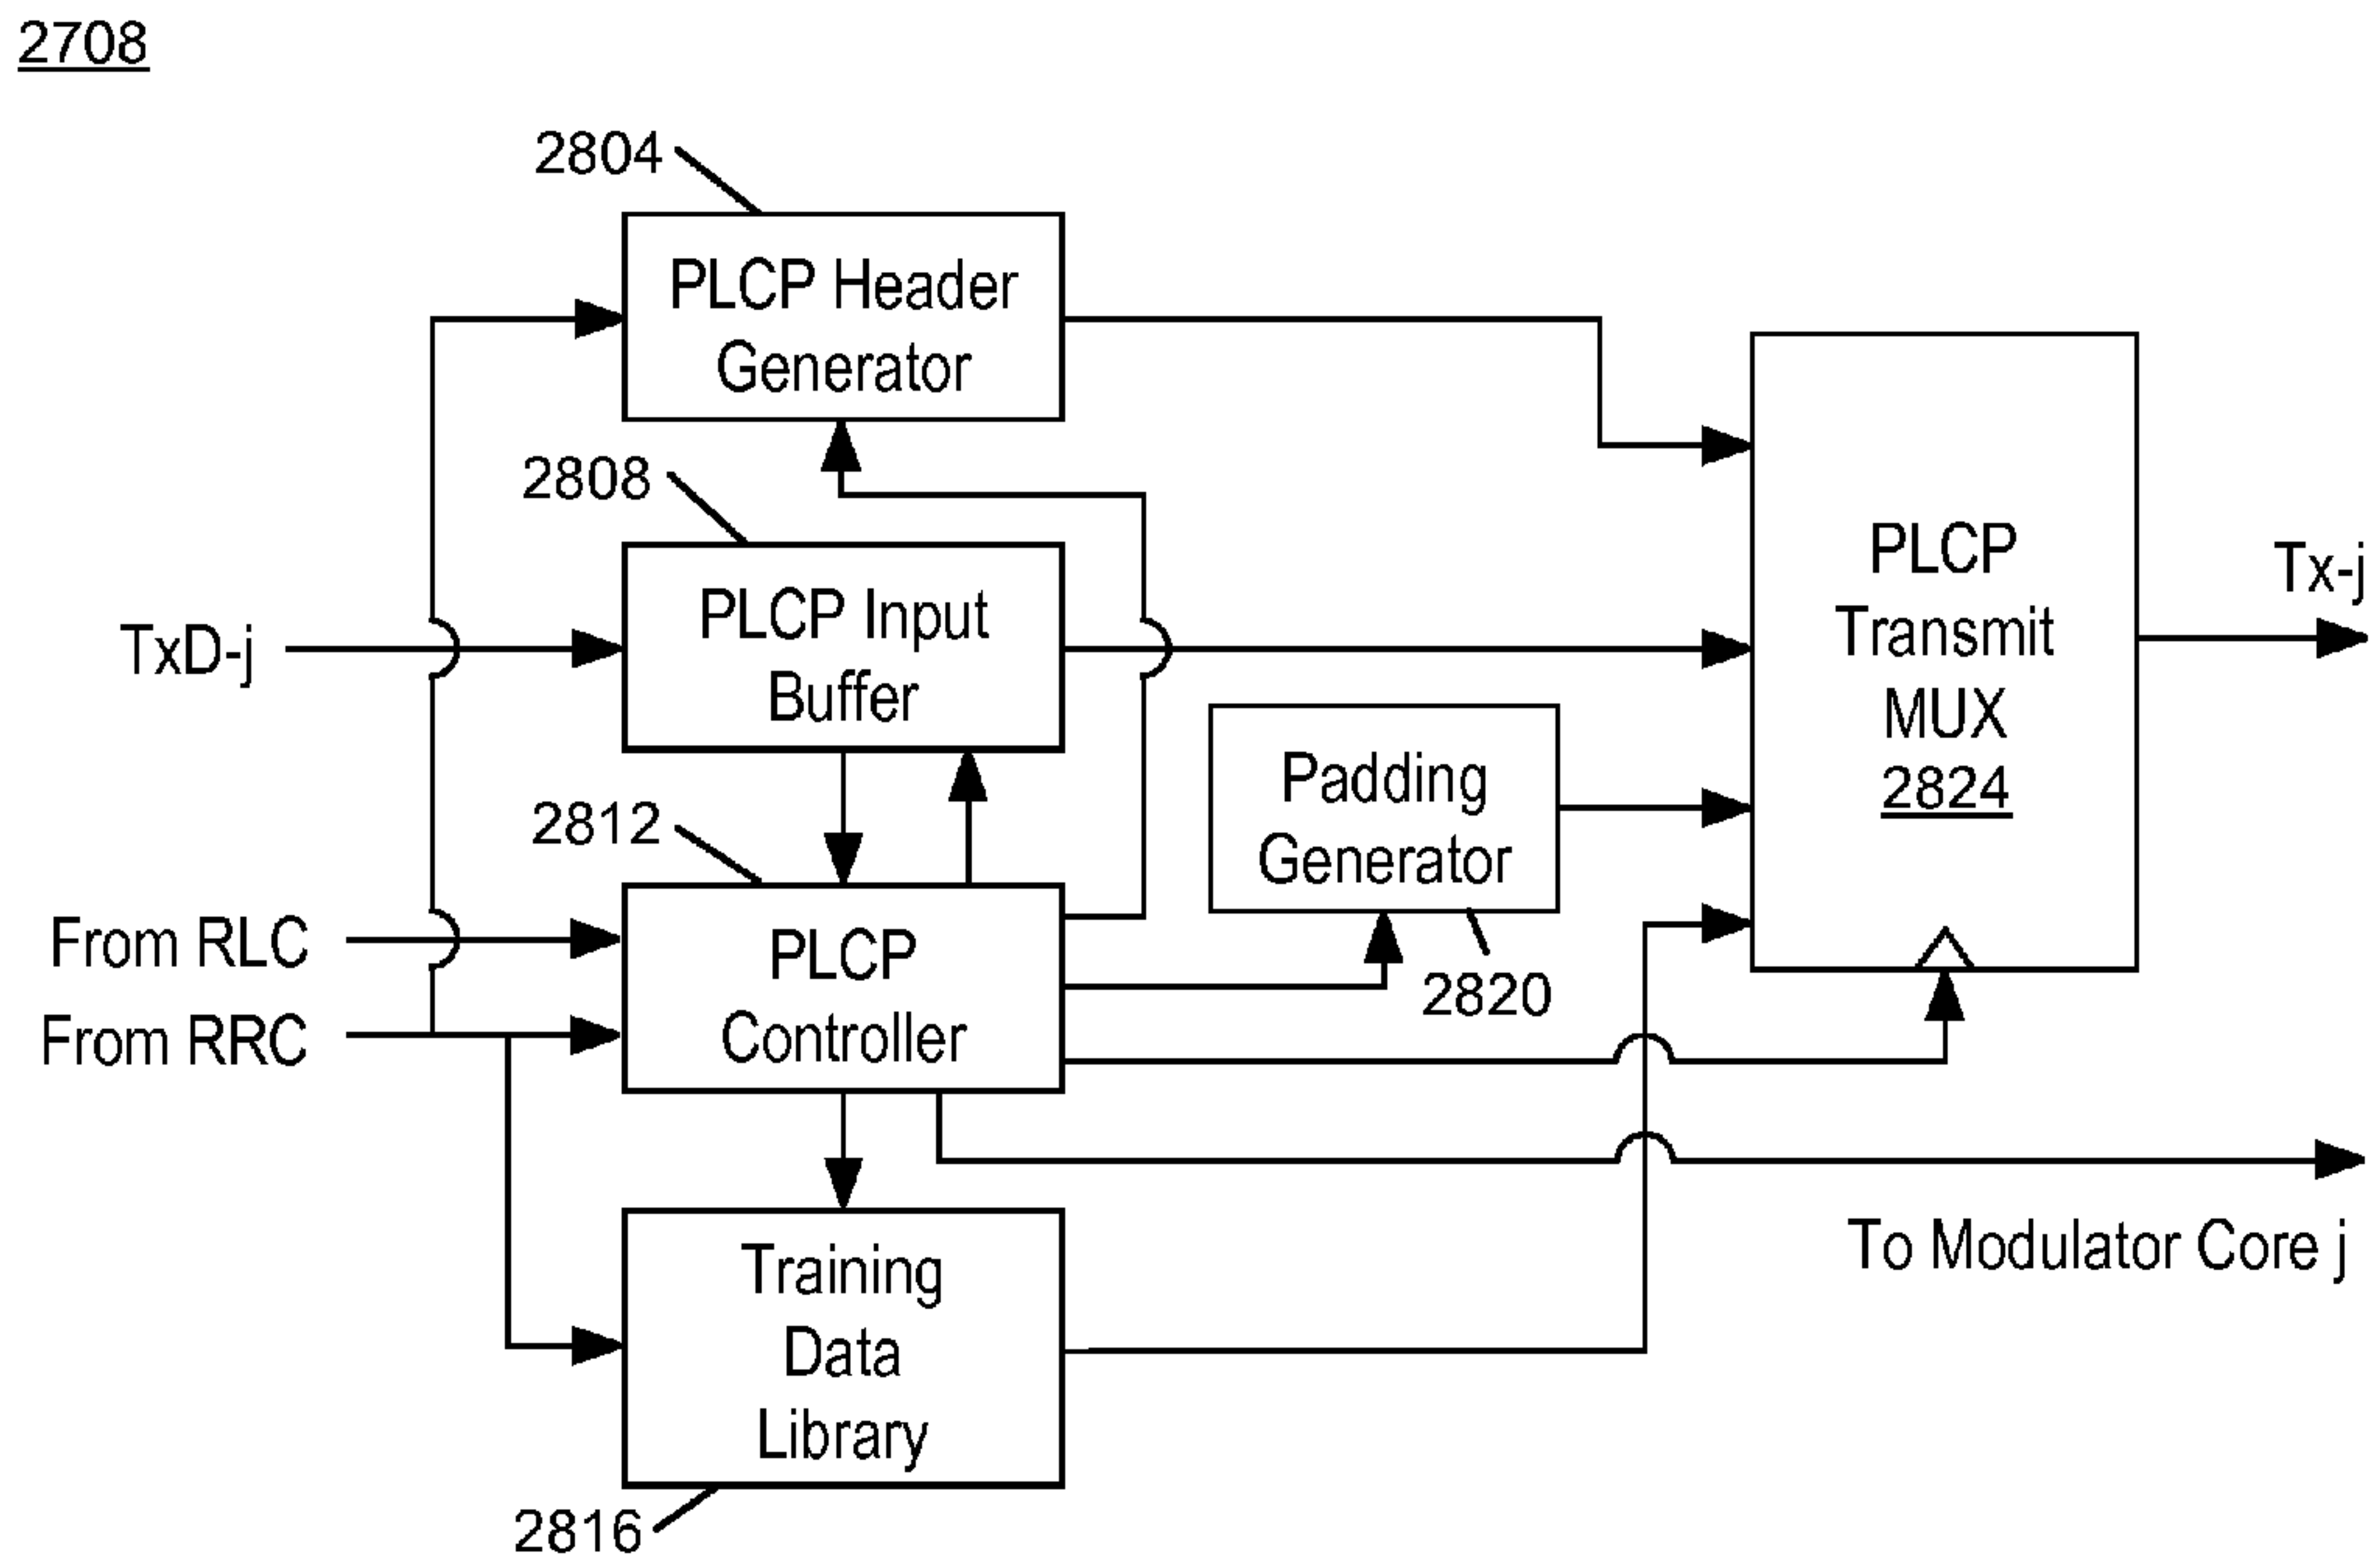 2708
2804
PLCP Header
Generator
2808
TxD-j
PLCP Input
Buffer
PLCP
Transmit
MUX
2824
Tx-j
Padding
Generator
2820
2812
From RLC
From RRC
PLCP
Controller
To Modulator Core j
Training
Data
Library
2816